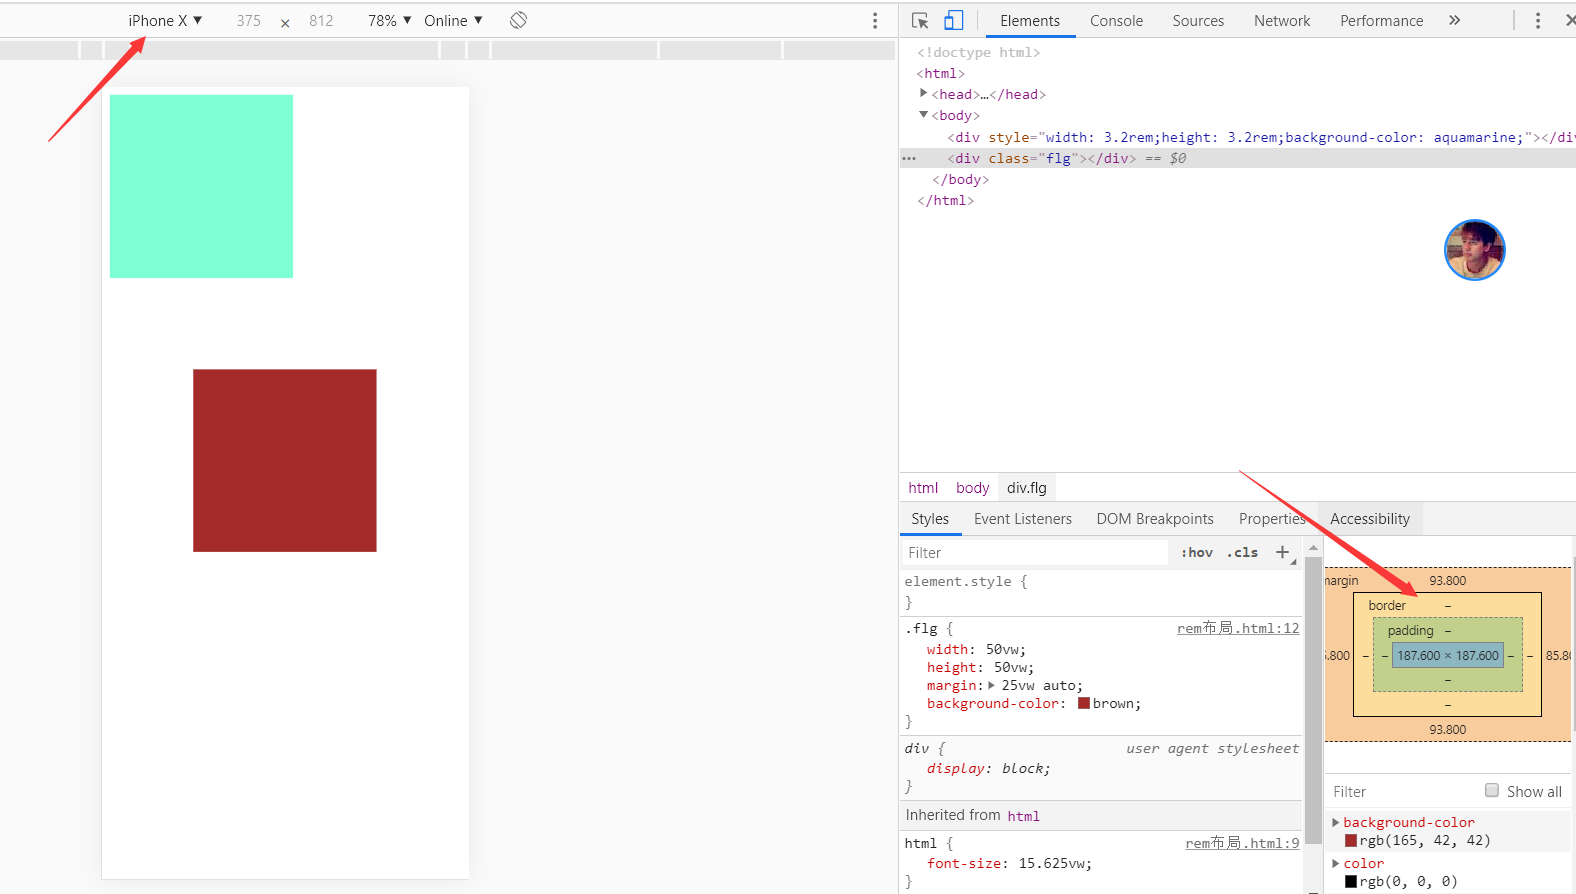 iPhone X ▼ 375 × 812 78% ▼ Online ▼
Elements Console Sources Network Performance »
<!doctype html>
<html>
<head>…</head>
<body>
<div style="width: 3.2rem;height: 3.2rem;background-color: aquamarine;"></div
<div class="flg"></div> == $0
</body>
</html>
html body div.flg
Styles Event Listeners DOM Breakpoints Properties Accessibility
Filter :hov .cls +
element.style {
}
.flg { rem布局.html:12
width: 50vw;
height: 50vw;
margin: 25vw auto;
background-color: brown;
}
div { user agent stylesheet
display: block;
}
Inherited from html
html { rem布局.html:9
font-size: 15.625vw;
}
margin 93.800
border –
padding –
5.800 – – 187.600 × 187.600 – – 85.80
–
–
93.800
Filter Show all
background-color
rgb(165, 42, 42)
color
rgb(0, 0, 0)